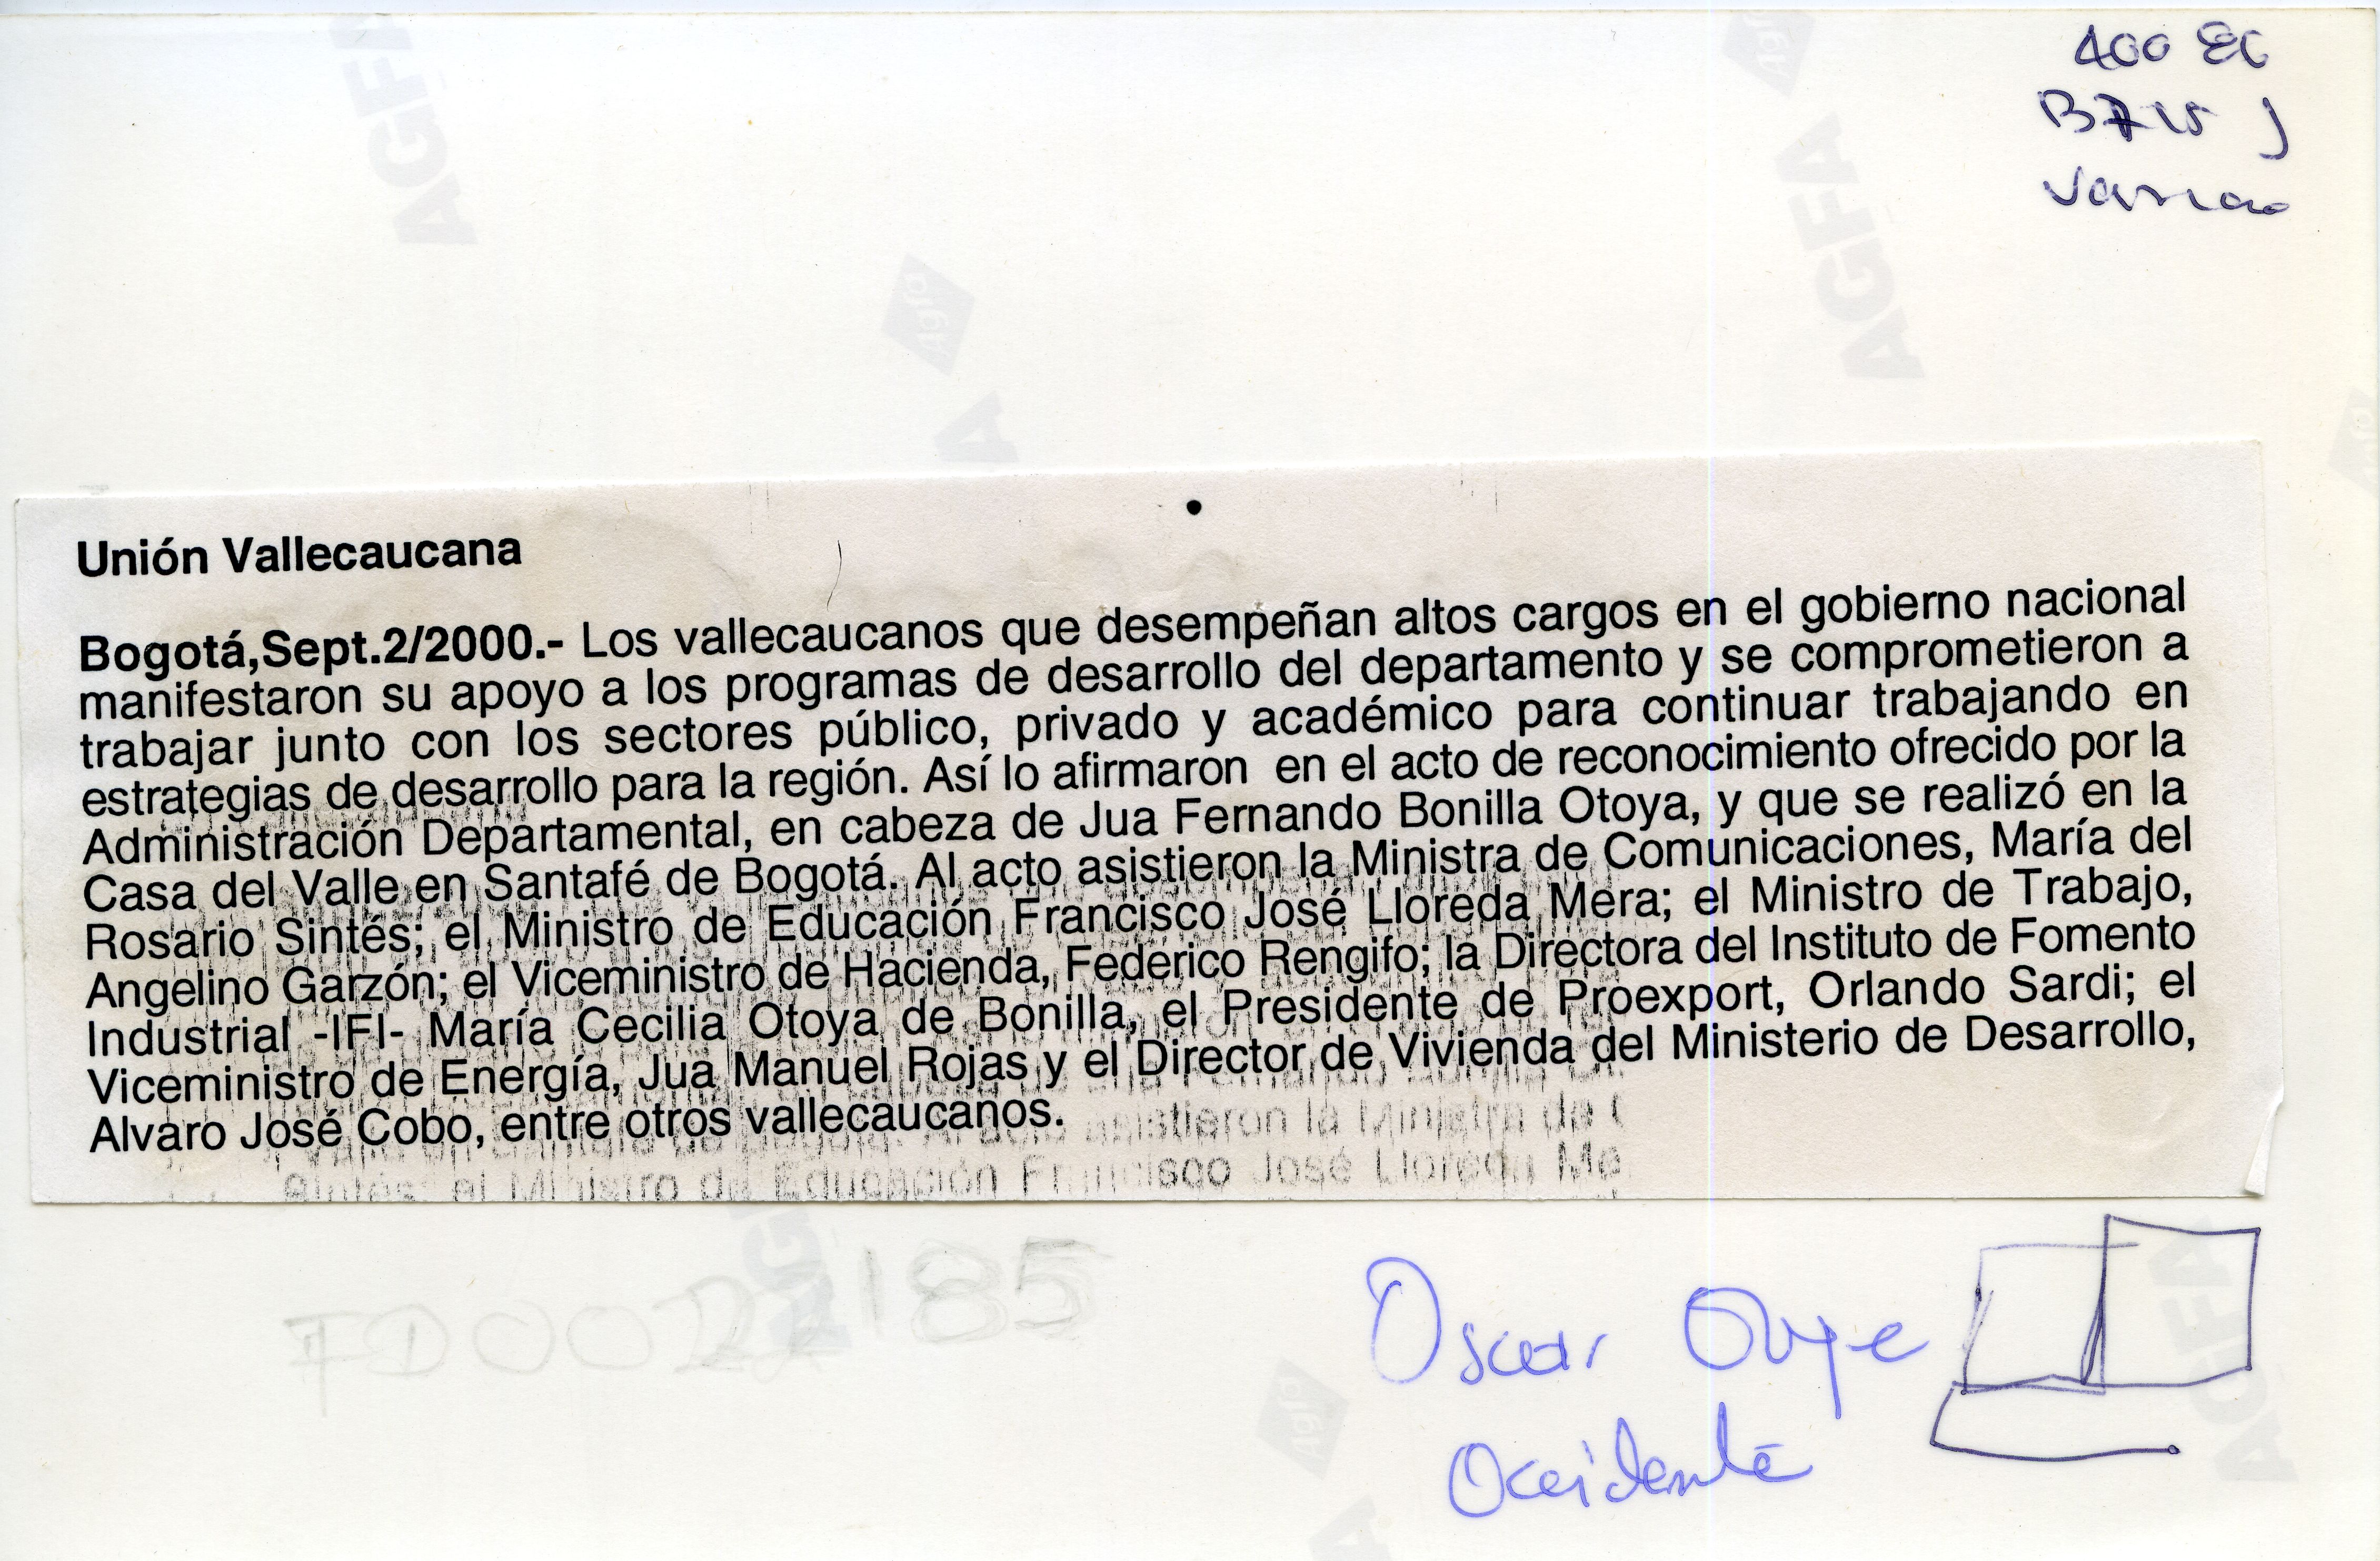 400 EC
Unión Vallecaucana
Bogotá,Sept.2/2000.- Los vallecaucanos que desempeñan altos cargos en el gobierno nacional
manifestaron su apoyo a los programas de desarrollo del departamento y se comprometieron a
trabajar junto con los sectores público, privado y académico para continuar trabajando en
estrategias de desarrollo para la región. Así lo afirmaron en el acto de reconocimiento ofrecido por la
Administración Departamental, en cabeza de Jua Fernando Bonilla Otoya, y que se realizó en la
Casa del Valle en Santafé de Bogotá. Al acto asistieron la Ministra de Comunicaciones, María del
Rosario Sintés; el Ministro de Educación Francisco José Lloreda Mera; el Ministro de Trabajo,
Angelino Garzón; el Viceministro de Hacienda, Federico Rengifo; la Directora del Instituto de Fomento
Industrial -IFI- María Cecilia Otoya de Bonilla, el Presidente de Proexport, Orlando Sardi; el
Viceministro de Energía, Jua Manuel Rojas y el Director de Vivienda del Ministerio de Desarrollo,
Alvaro José Cobo, entre otros vallecaucanos.
Oscar
Occidente
AGFA
AGFA